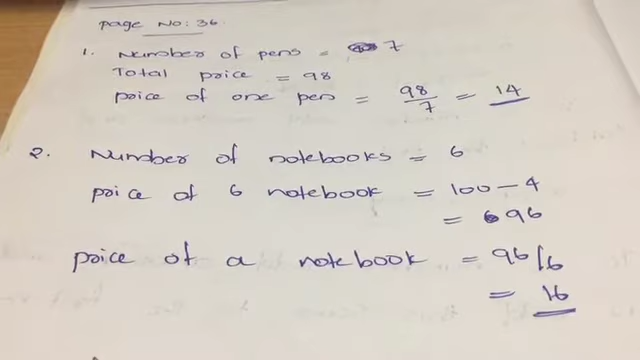 page No: 36.
1. Number of pens = 7
Total price = 98
price of one pen = 98/7 = 14
2. Number of notebooks = 6
price of 6 notebook = 100 - 4
= 96
price of a notebook = 96/6
= 16